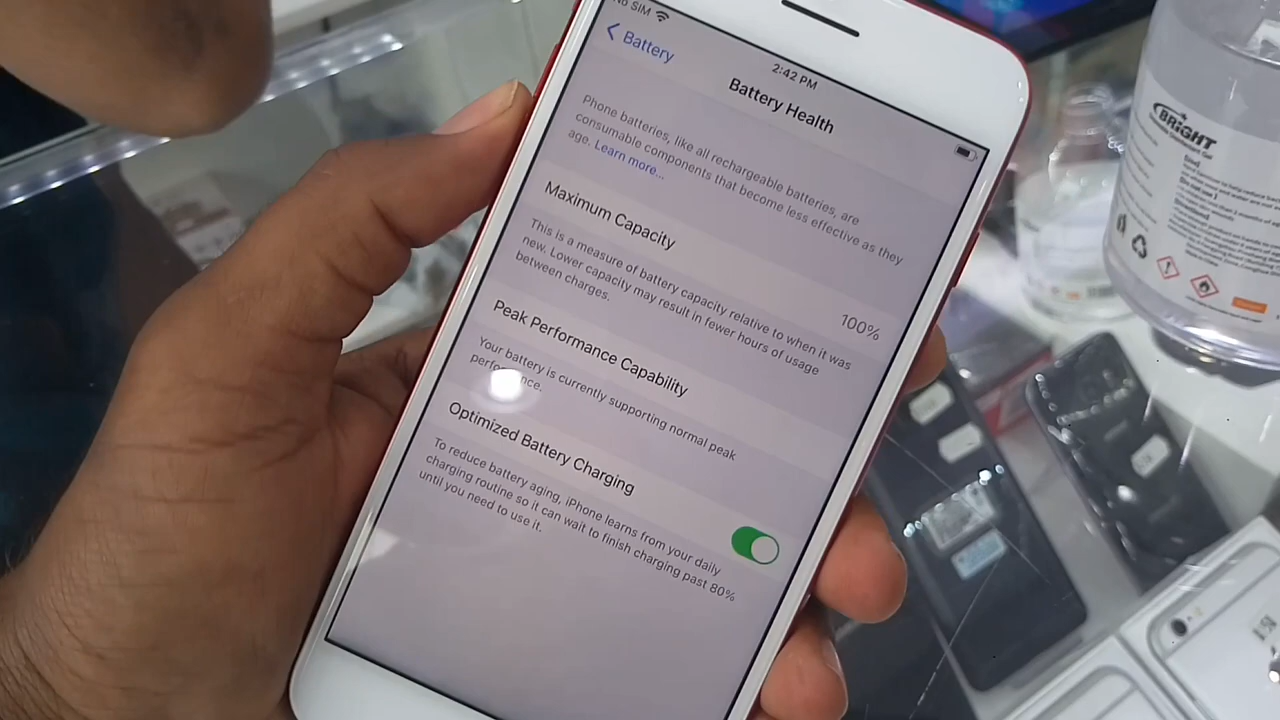 No SIM
2:42 PM
Battery
Battery Health
Phone batteries, like all rechargeable batteries, are
consumable components that become less effective as they
age. Learn more...
Maximum Capacity
100%
This is a measure of battery capacity relative to when it was
new. Lower capacity may result in fewer hours of usage
between charges.
Peak Performance Capability
Your battery is currently supporting normal peak
performance.
Optimized Battery Charging
To reduce battery aging, iPhone learns from your daily
charging routine so it can wait to finish charging past 80%
until you need to use it.
BRiGHT